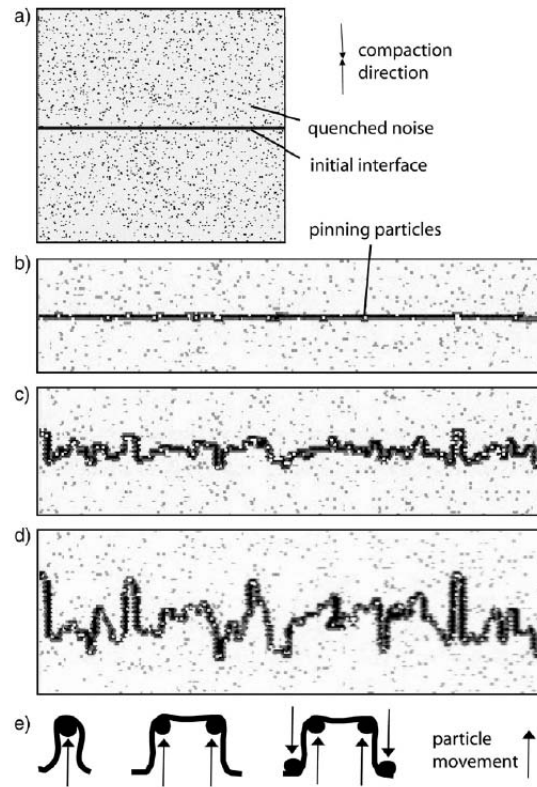 a)
compaction
direction
quenched noise
initial interface
pinning particles
b)
c)
d)
e)
particle
movement